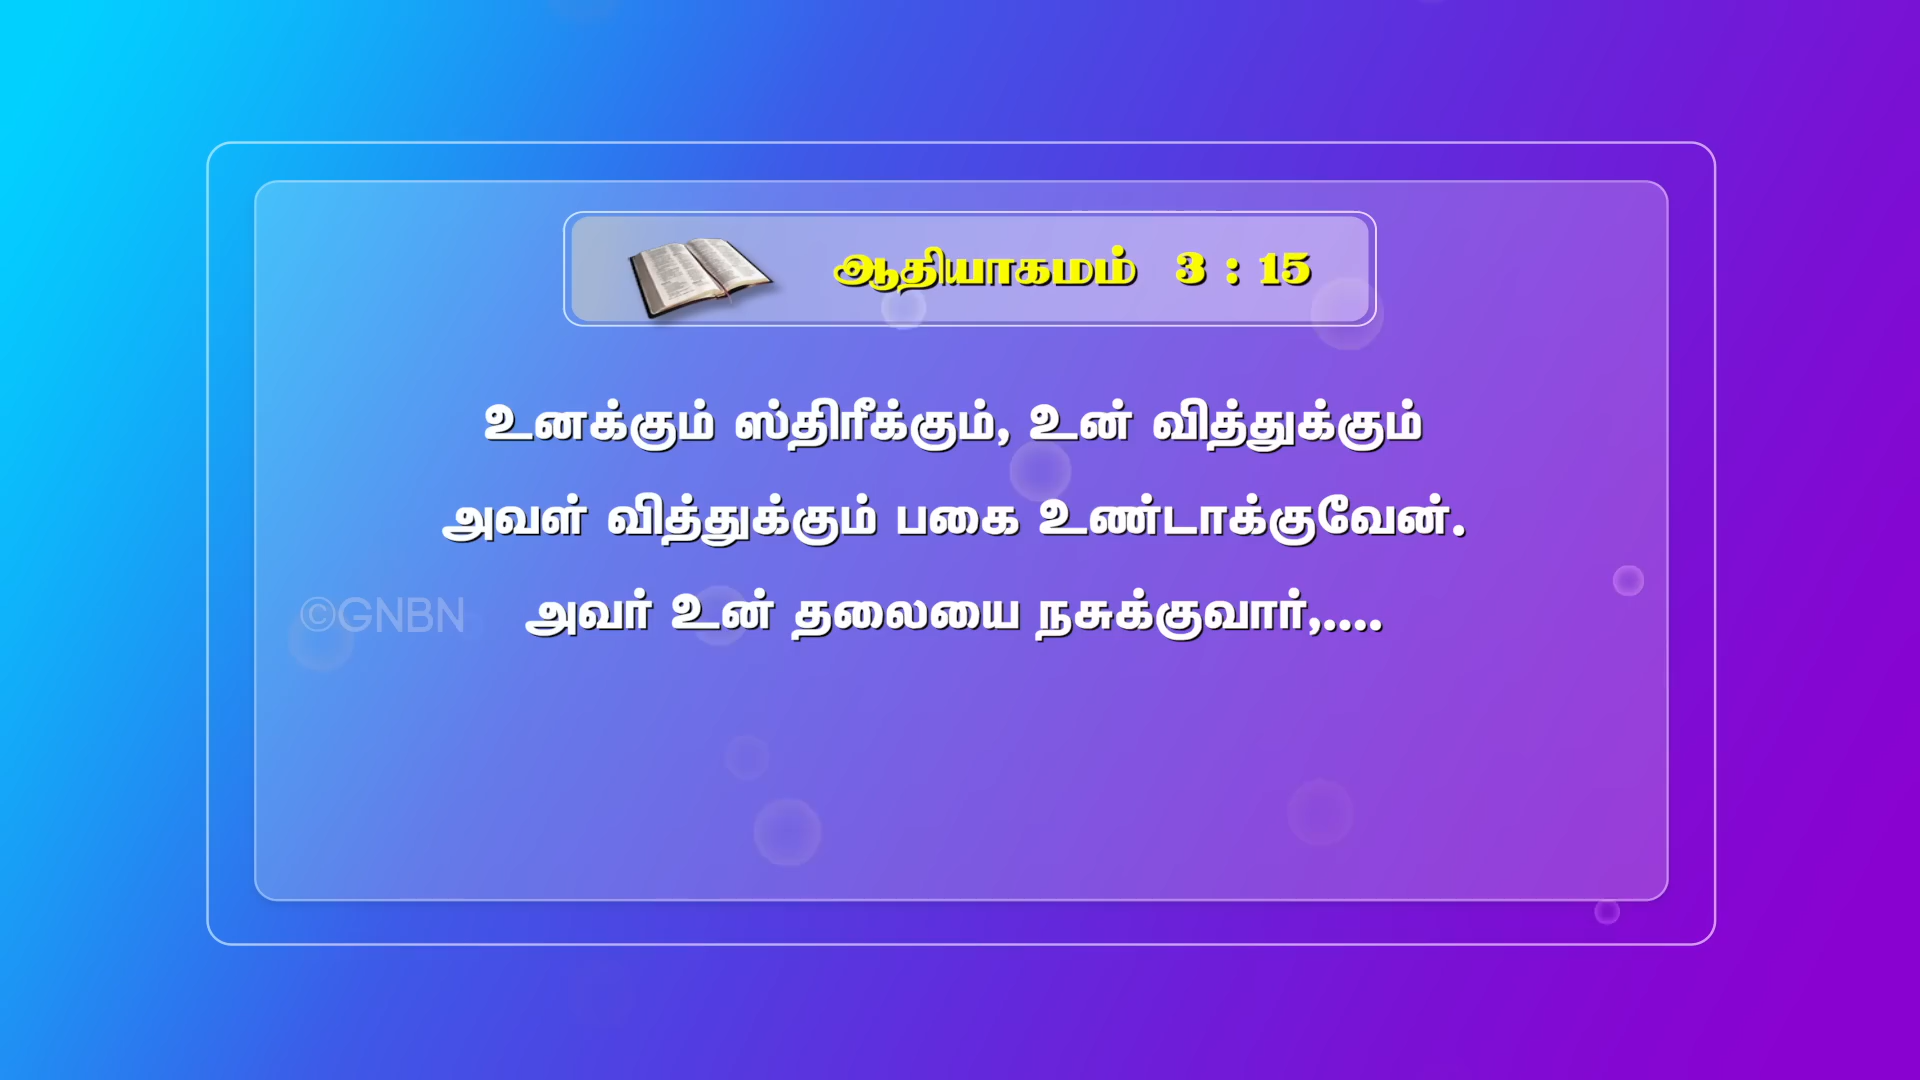 ஆதியாகமம் 3 : 15
உனக்கும் ஸ்திரீக்கும், உன் வித்துக்கும்
அவள் வித்துக்கும் பகை உண்டாக்குவேன்.
அவர் உன் தலையை நசுக்குவார்,....
©GNBN